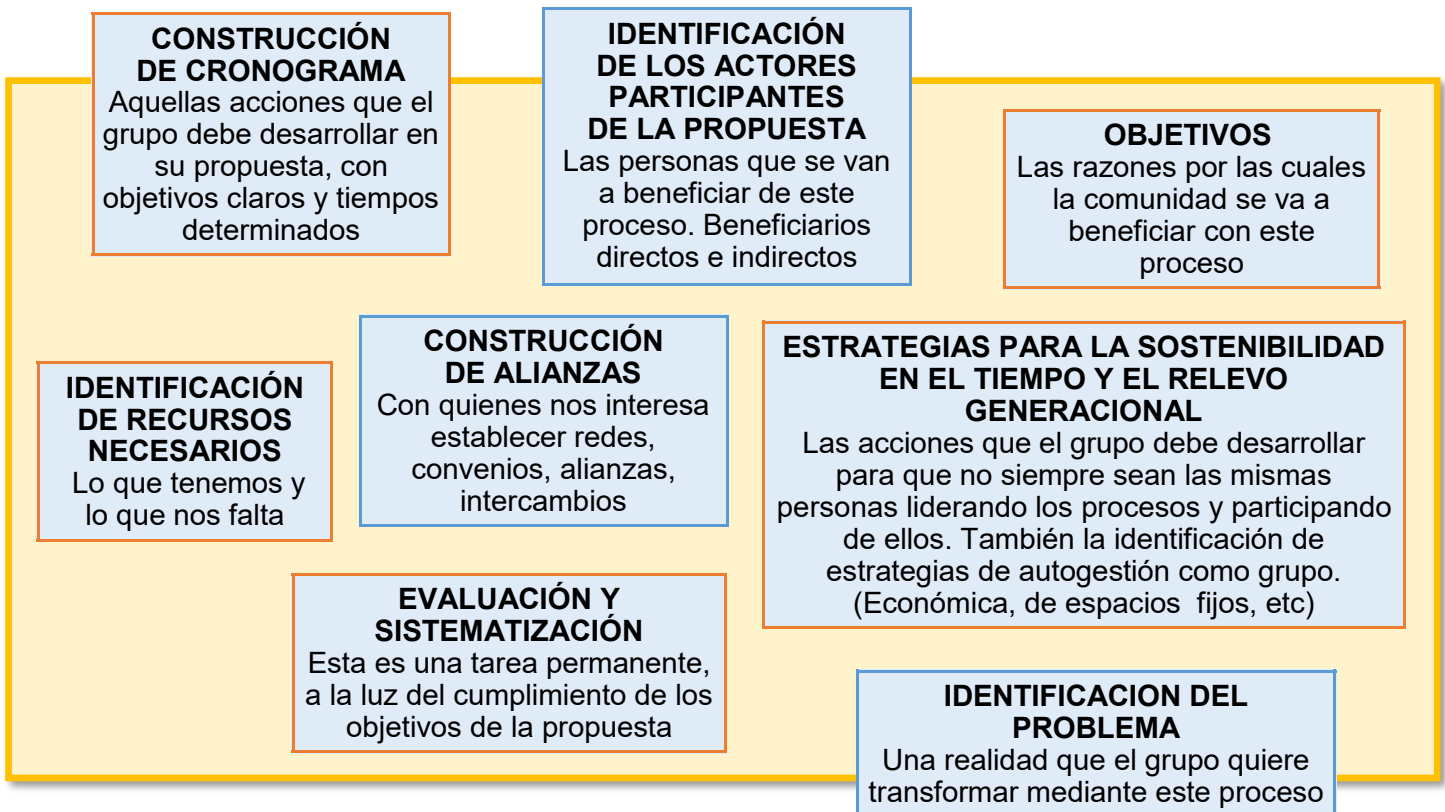 CONSTRUCCIÓN
DE CRONOGRAMA
Aquellas acciones que el
grupo debe desarrollar en
su propuesta, con
objetivos claros y tiempos
determinados
IDENTIFICACIÓN
DE LOS ACTORES
PARTICIPANTES
DE LA PROPUESTA
Las personas que se van
a beneficiar de este
proceso. Beneficiarios
directos e indirectos
OBJETIVOS
Las razones por las cuales
la comunidad se va a
beneficiar con este
proceso
IDENTIFICACIÓN
DE RECURSOS
NECESARIOS
Lo que tenemos y
lo que nos falta
CONSTRUCCIÓN
DE ALIANZAS
Con quienes nos interesa
establecer redes,
convenios, alianzas,
intercambios
ESTRATEGIAS PARA LA SOSTENIBILIDAD
EN EL TIEMPO Y EL RELEVO
GENERACIONAL
Las acciones que el grupo debe desarrollar
para que no siempre sean las mismas
personas liderando los procesos y participando
de ellos. También la identificación de
estrategias de autogestión como grupo.
(Económica, de espacios  fijos, etc)
EVALUACIÓN Y
SISTEMATIZACIÓN
Esta es una tarea permanente,
a la luz del cumplimiento de los
objetivos de la propuesta
IDENTIFICACION DEL
PROBLEMA
Una realidad que el grupo quiere
transformar mediante este proceso